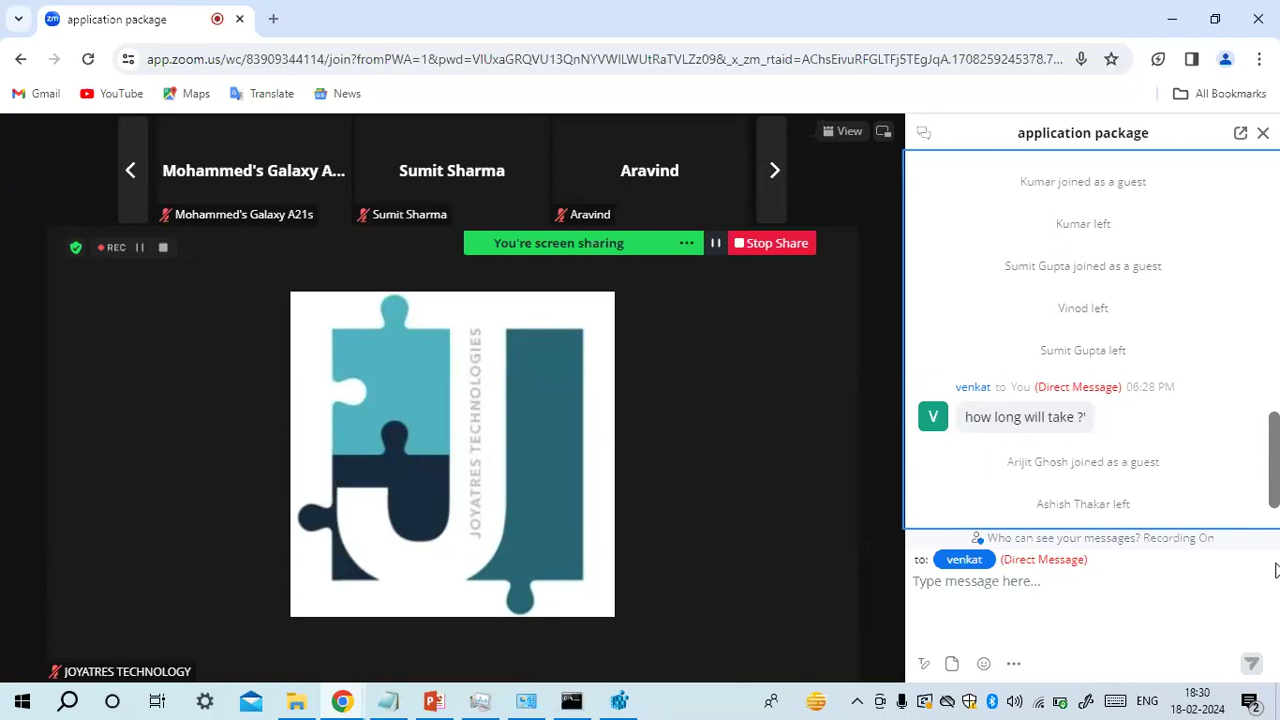 application package
app.zoom.us/wc/83909344114/join?fromPWA=1&pwd=VIUxaGRQVU13QnNYVWlLWUtRaTVLZz09&_x_zm_rtaid=AChsEivuRFGLTFj5TEgJqA.1708259245378.7...
Gmail
YouTube
Maps
Translate
News
All Bookmarks
Mohammed's Galaxy A...
Sumit Sharma
Aravind
View
Mohammed's Galaxy A21s
Sumit Sharma
Aravind
REC
You're screen sharing
Stop Share
JOYATRES TECHNOLOGIES
JOYATRES TECHNOLOGY
application package
Kumar joined as a guest
Kumar left
Sumit Gupta joined as a guest
Vinod left
Sumit Gupta left
venkat to You (Direct Message) 06:28 PM
V
how long will take ?'
Arijit Ghosh joined as a guest
Ashish Thakar left
Who can see your messages? Recording On
to: venkat (Direct Message)
Type message here...
ENG
18:30
18-02-2024
2